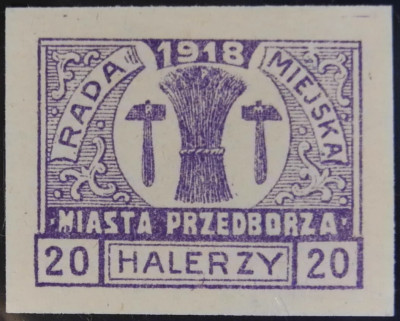 1918
RADA MIEJSKA
MIASTA PRZEDBORZA
20 HALERZY 20